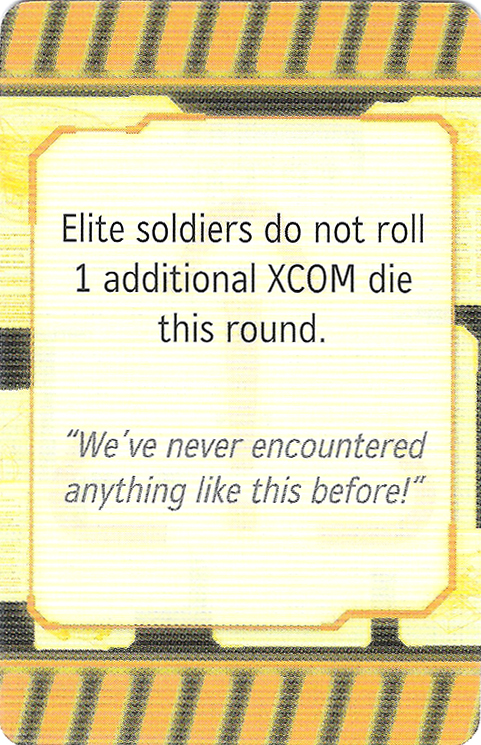 Elite soldiers do not roll
1 additional XCOM die
this round.
“We’ve never encountered
anything like this before!”